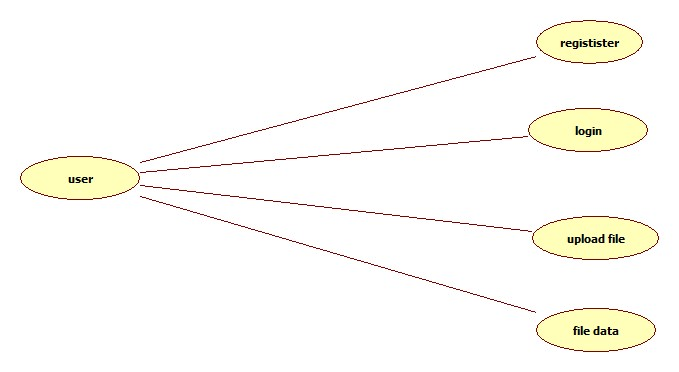 registister
login
user
upload file
file data